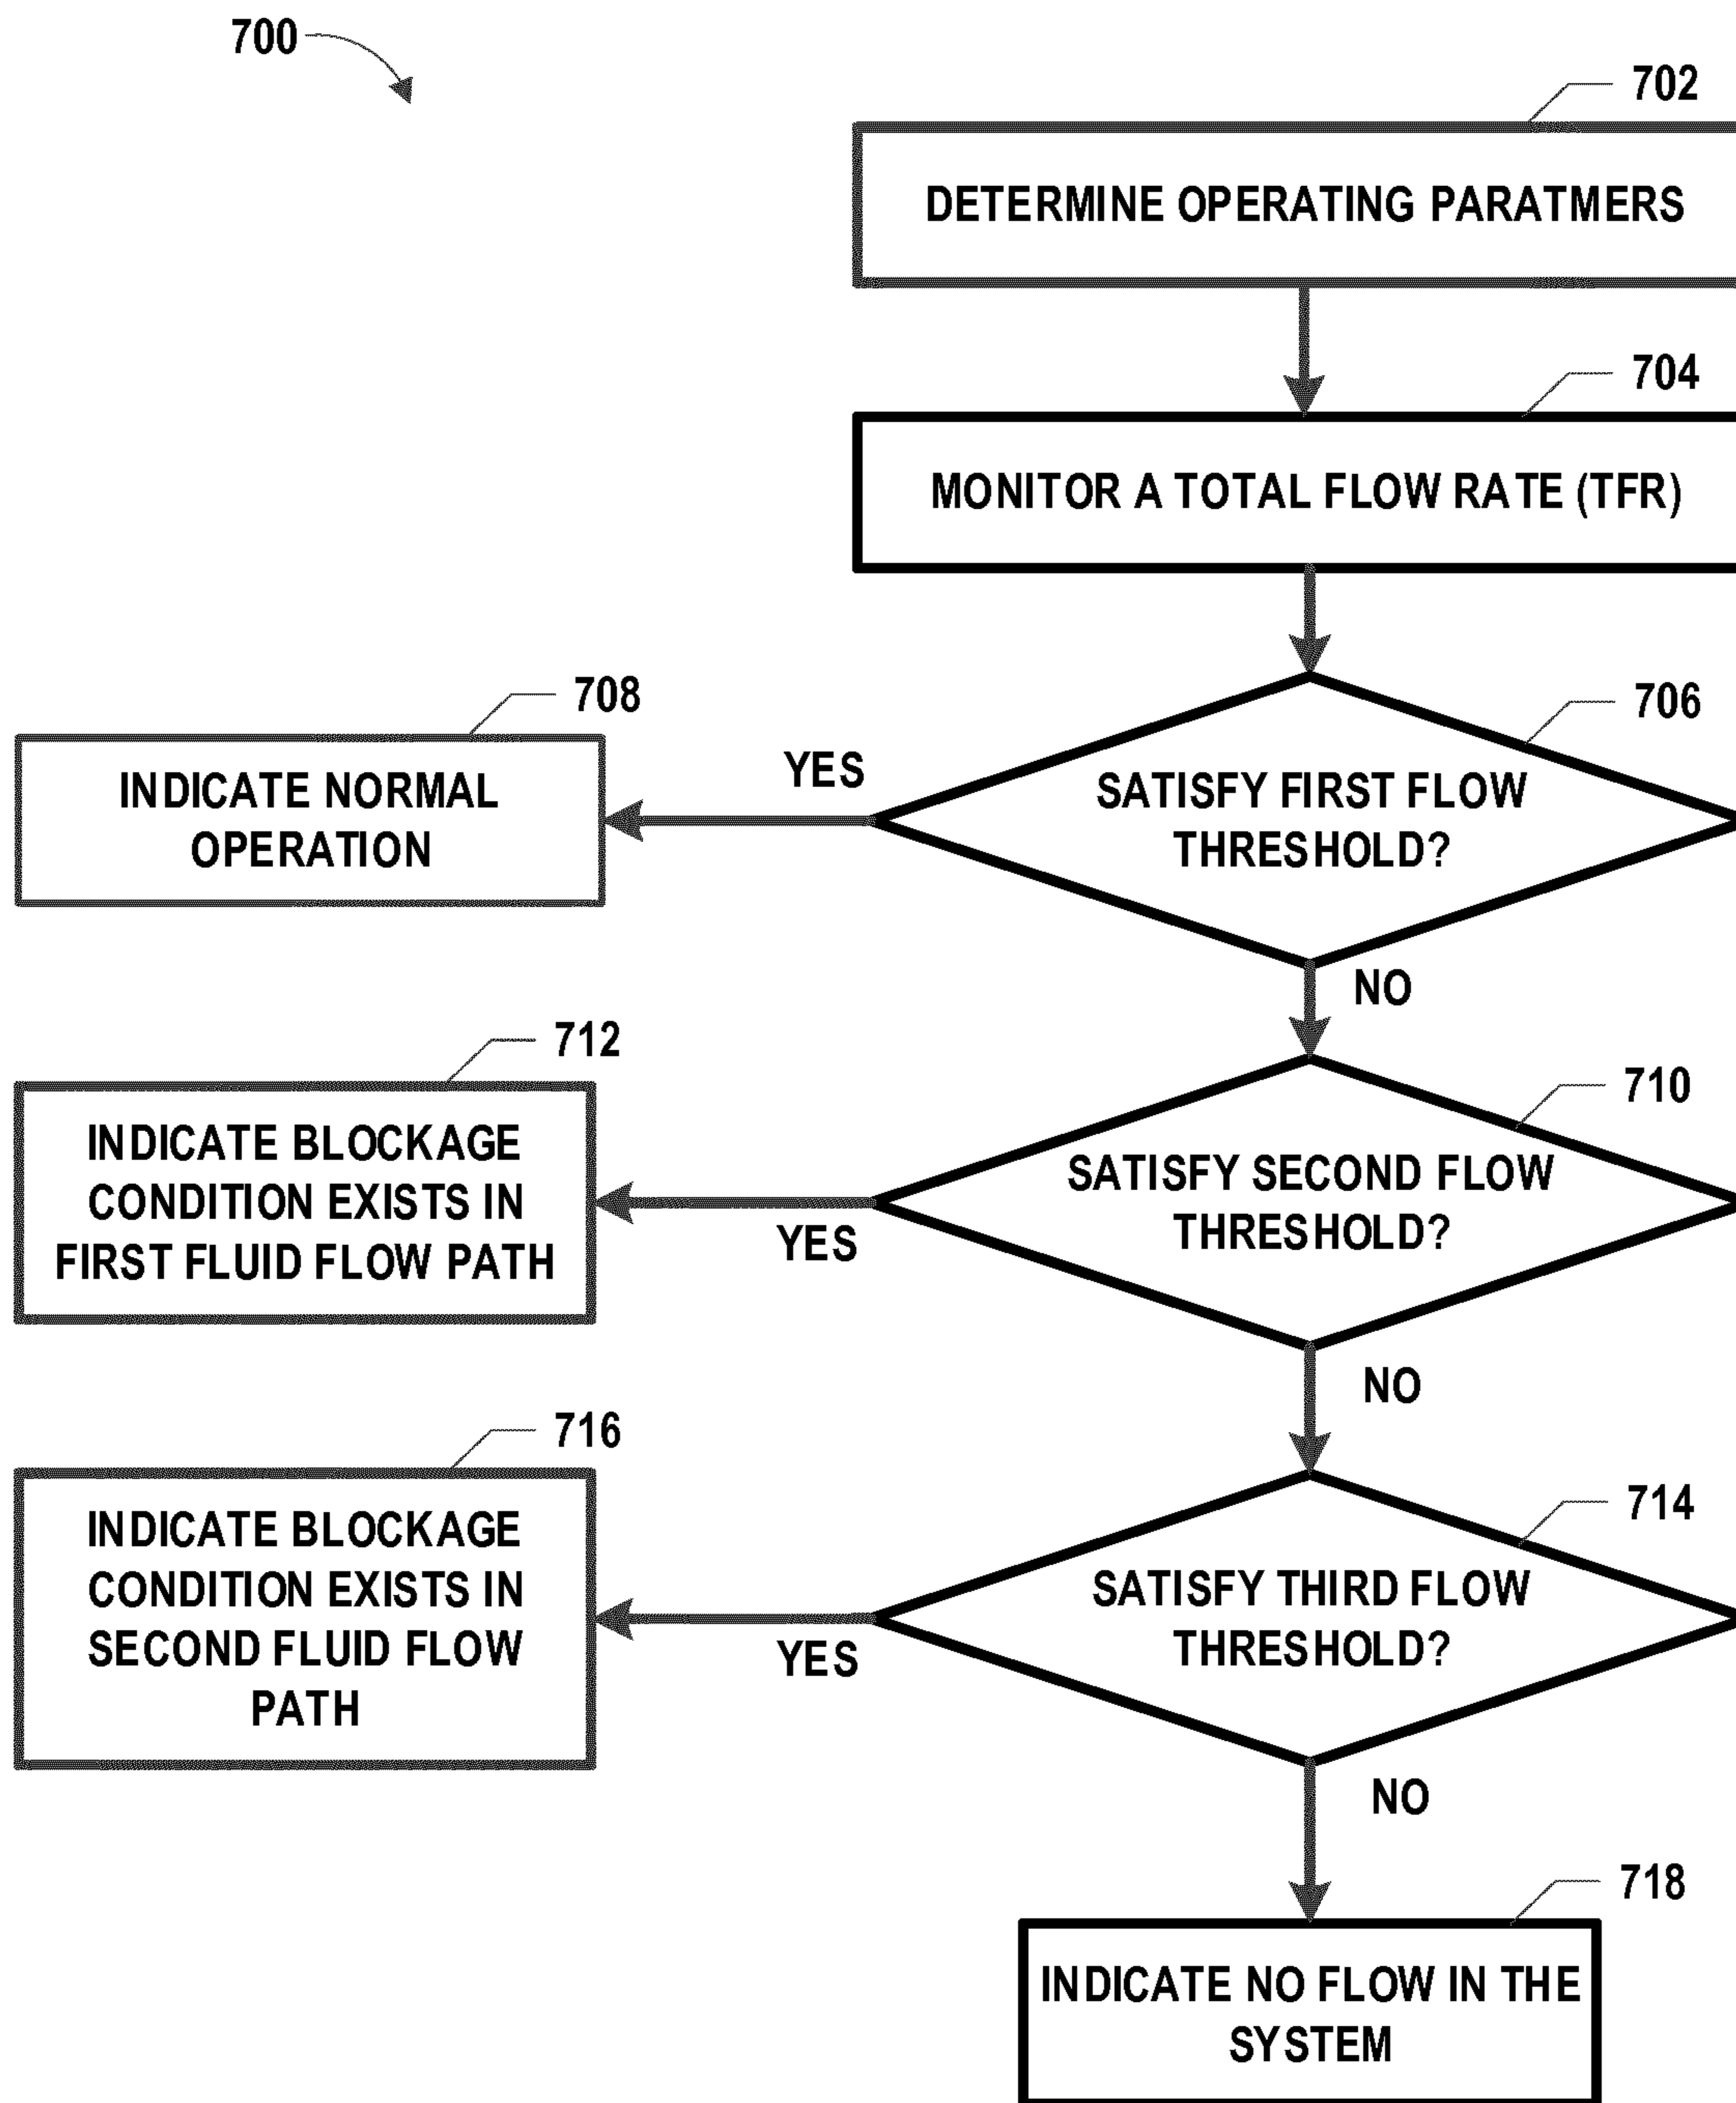 700
702
DETERMINE OPERATING PARATMERS
704
MONITOR A TOTAL FLOW RATE (TFR)
706
SATISFY FIRST FLOW
THRESHOLD?
YES
708
INDICATE NORMAL
OPERATION
NO
710
SATISFY SECOND FLOW
THRESHOLD?
YES
712
INDICATE BLOCKAGE
CONDITION EXISTS IN
FIRST FLUID FLOW PATH
NO
714
SATISFY THIRD FLOW
THRESHOLD?
YES
716
INDICATE BLOCKAGE
CONDITION EXISTS IN
SECOND FLUID FLOW
PATH
NO
718
INDICATE NO FLOW IN THE
SYSTEM